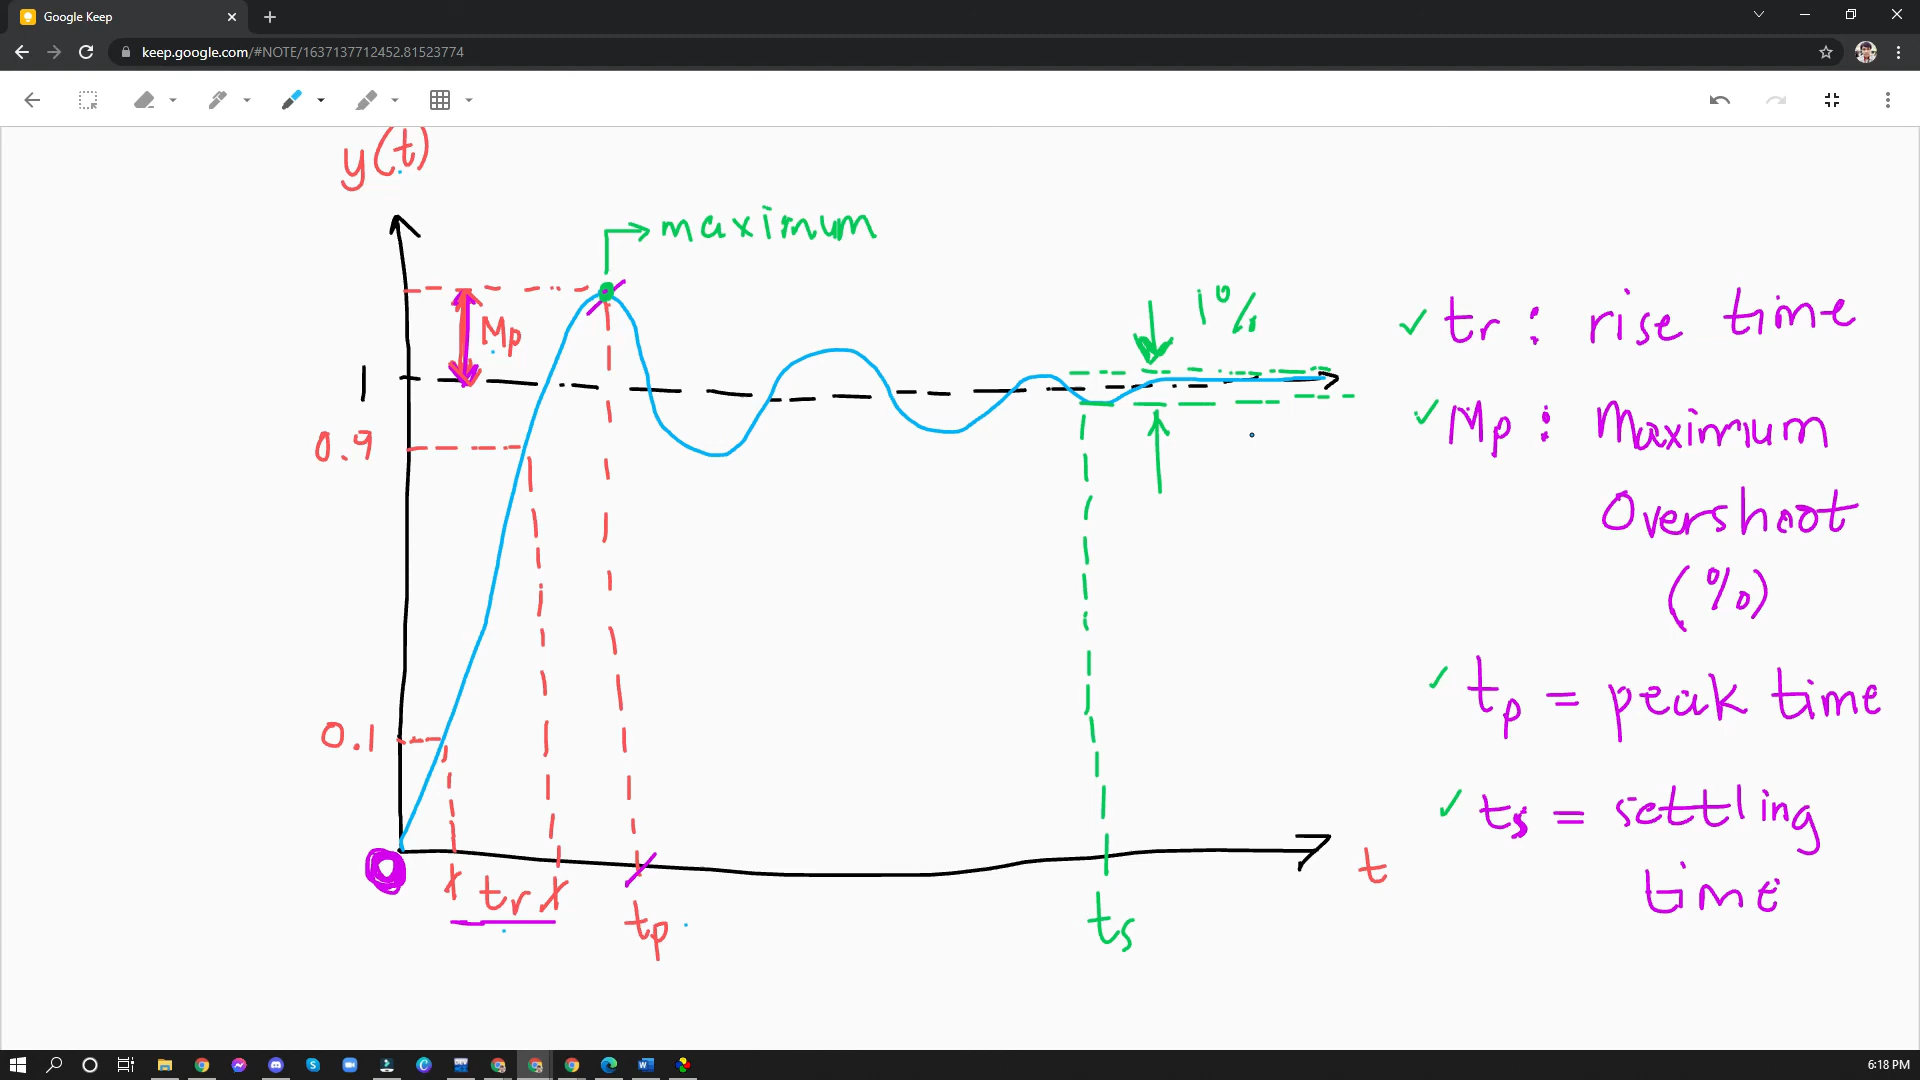 Google Keep
keep.google.com/#NOTE/1637137712452.81523774
y(t)
maximum
Mp
1%
1
0.9
0.1
tr
tp
ts
t
tr : rise time
Mp : Maximum
Overshoot
(%)
tp = peak time
ts = settling
time
6:18 PM